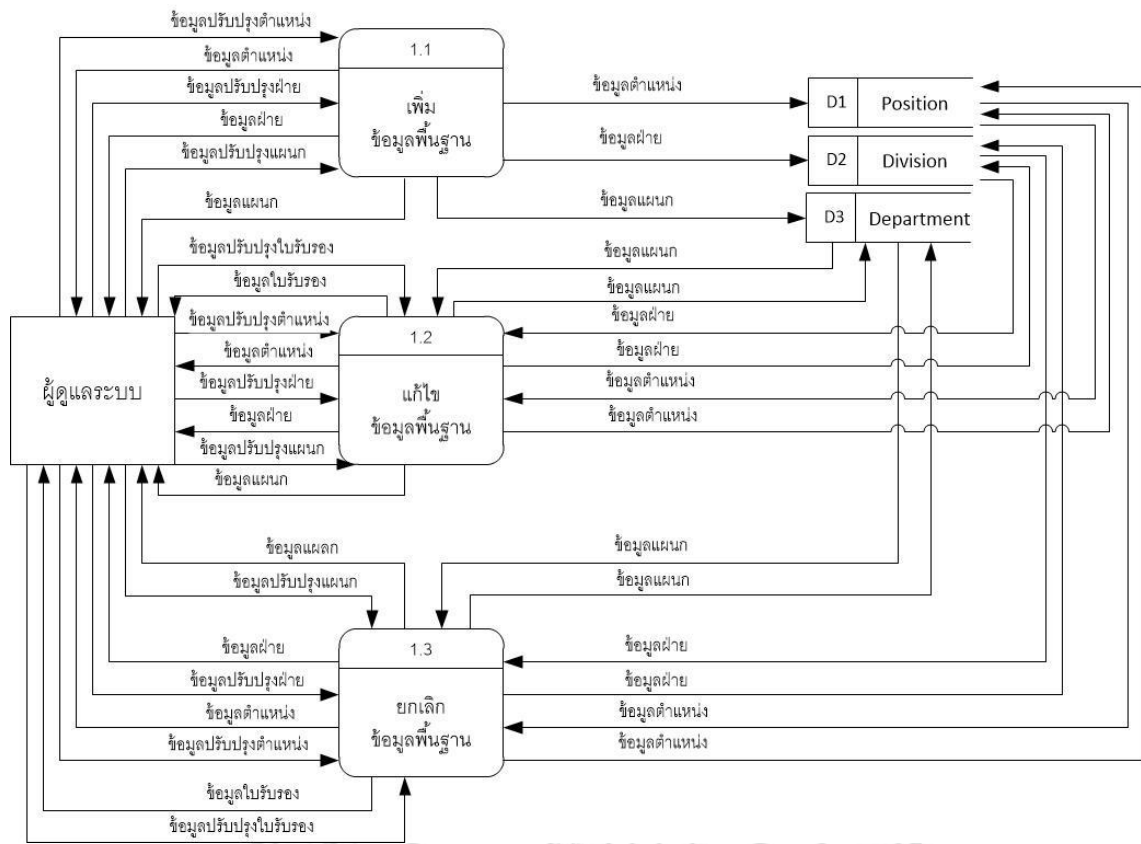 ข้อมูลปรับปรุงตำแหน่ง
ข้อมูลตำแหน่ง
ข้อมูลปรับปรุงฝ่าย
ข้อมูลฝ่าย
ข้อมูลปรับปรุงแผนก
ข้อมูลแผนก
1.1
เพิ่ม
ข้อมูลพื้นฐาน
ข้อมูลตำแหน่ง
ข้อมูลฝ่าย
ข้อมูลแผนก
D1 Position
D2 Division
D3 Department
ข้อมูลปรับปรุงใบรับรอง
ข้อมูลใบรับรอง
ข้อมูลปรับปรุงตำแหน่ง
ข้อมูลตำแหน่ง
ข้อมูลปรับปรุงฝ่าย
ข้อมูลฝ่าย
ข้อมูลปรับปรุงแผนก
ข้อมูลแผนก
ผู้ดูแลระบบ
1.2
แก้ไข
ข้อมูลพื้นฐาน
ข้อมูลแผนก
ข้อมูลแผนก
ข้อมูลฝ่าย
ข้อมูลฝ่าย
ข้อมูลตำแหน่ง
ข้อมูลตำแหน่ง
ข้อมูลแผลก
ข้อมูลปรับปรุงแผนก
ข้อมูลฝ่าย
ข้อมูลปรับปรุงฝ่าย
ข้อมูลตำแหน่ง
ข้อมูลปรับปรุงตำแหน่ง
ข้อมูลใบรับรอง
ข้อมูลปรับปรุงใบรับรอง
1.3
ยกเลิก
ข้อมูลพื้นฐาน
ข้อมูลแผนก
ข้อมูลแผนก
ข้อมูลฝ่าย
ข้อมูลฝ่าย
ข้อมูลตำแหน่ง
ข้อมูลตำแหน่ง